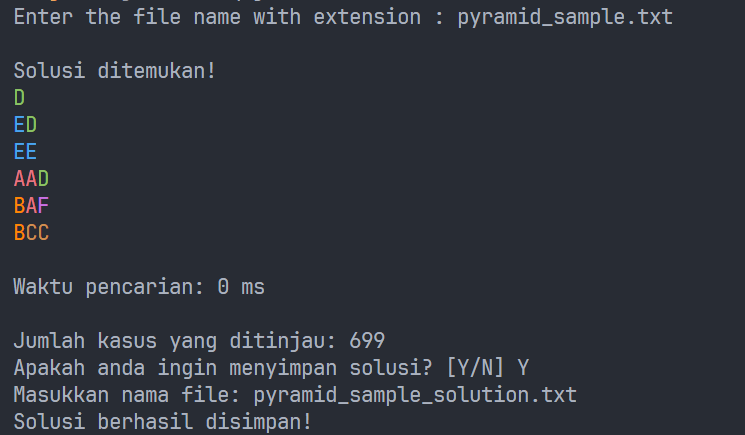 Enter the file name with extension : pyramid_sample.txt
Solusi ditemukan!
D
ED
EE
AAD
BAF
BCC
Waktu pencarian: 0 ms
Jumlah kasus yang ditinjau: 699
Apakah anda ingin menyimpan solusi? [Y/N] Y
Masukkan nama file: pyramid_sample_solution.txt
Solusi berhasil disimpan!